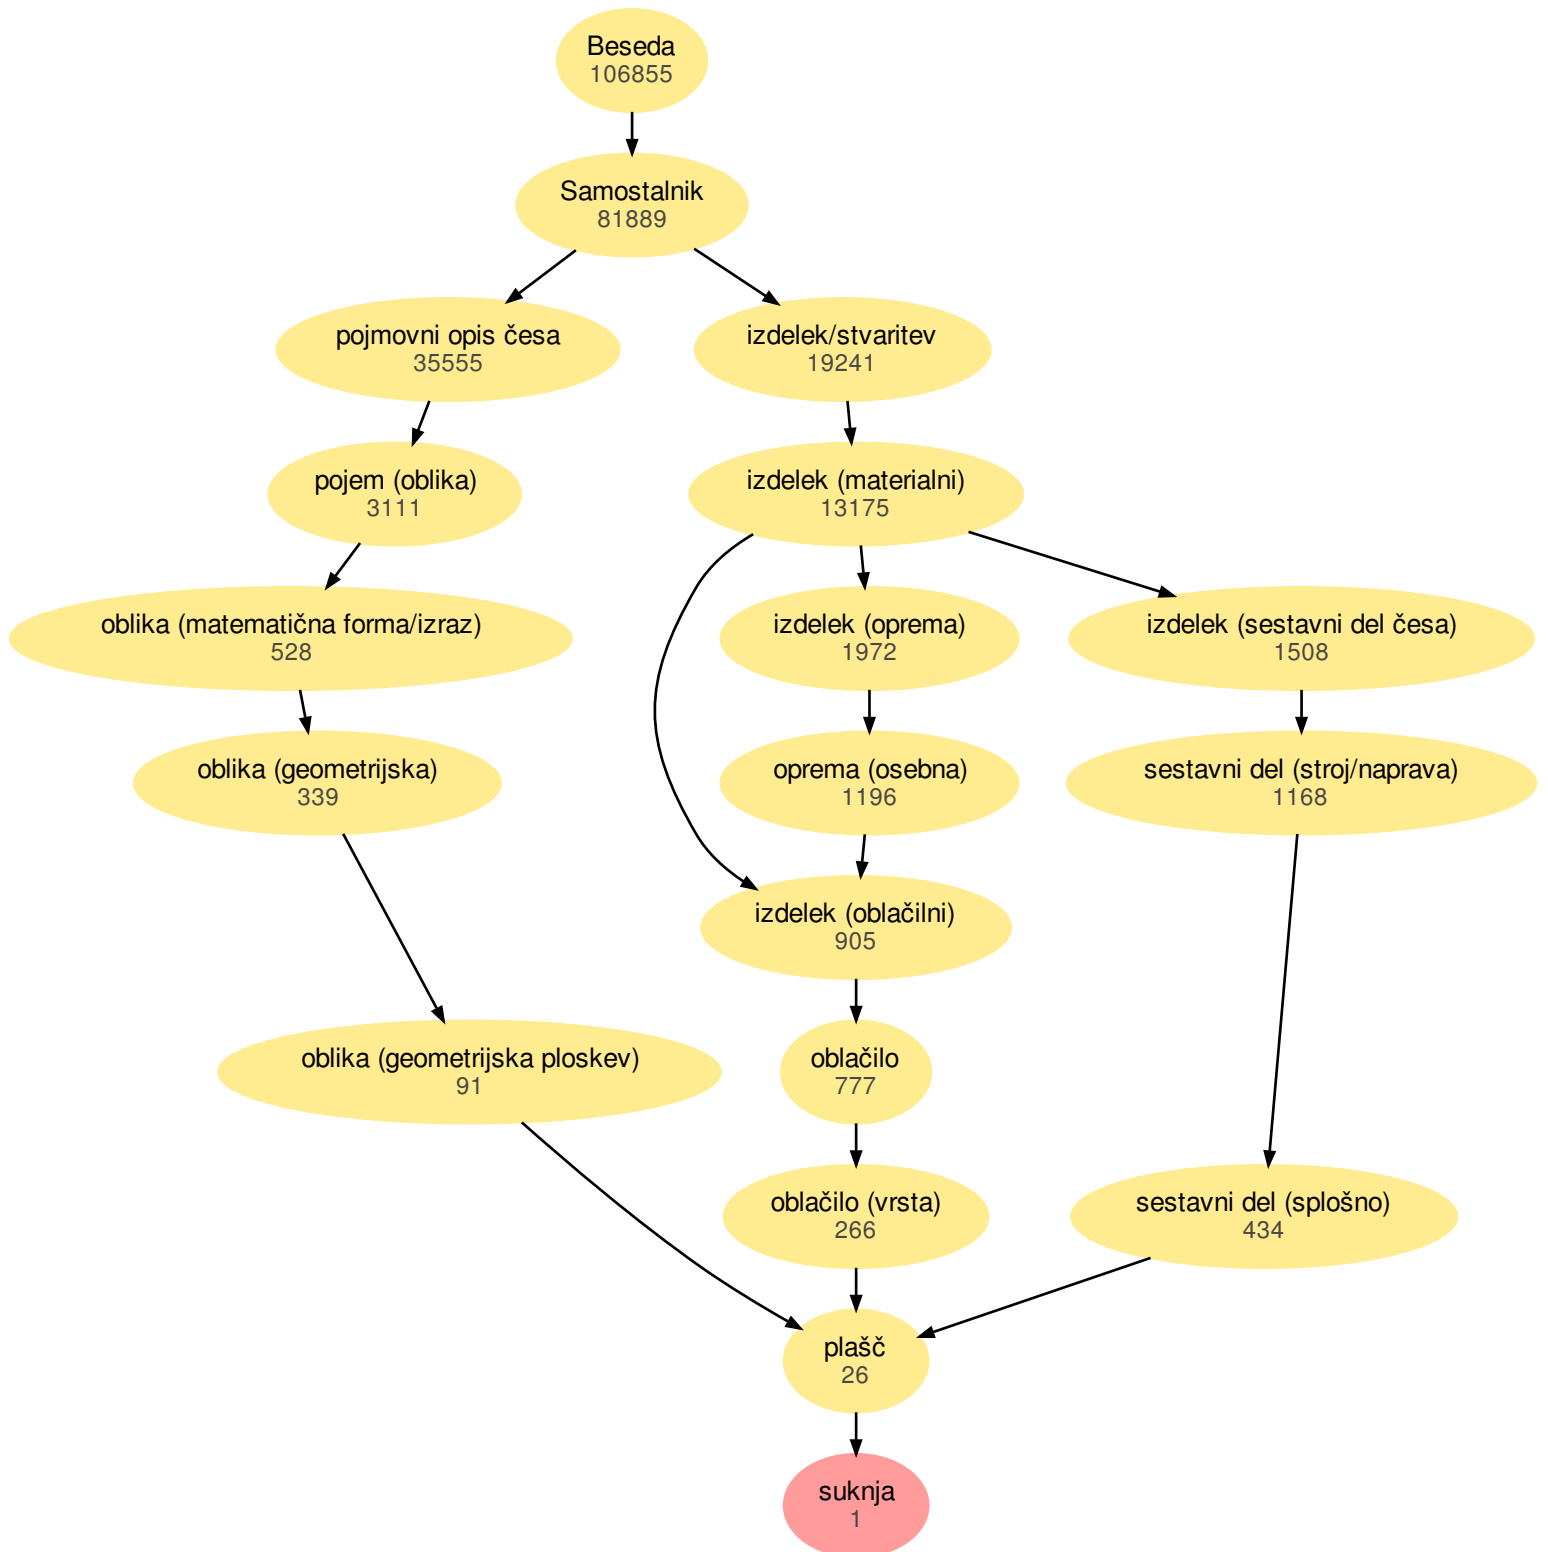 Beseda
106855
Samostalnik
81889
pojmovni opis česa
35555
izdelek/stvaritev
19241
pojem (oblika)
3111
izdelek (materialni)
13175
oblika (matematična forma/izraz)
528
izdelek (oprema)
1972
izdelek (sestavni del česa)
1508
oblika (geometrijska)
339
oprema (osebna)
1196
sestavni del (stroj/naprava)
1168
izdelek (oblačilni)
905
oblika (geometrijska ploskev)
91
oblačilo
777
oblačilo (vrsta)
266
sestavni del (splošno)
434
plašč
26
suknja
1